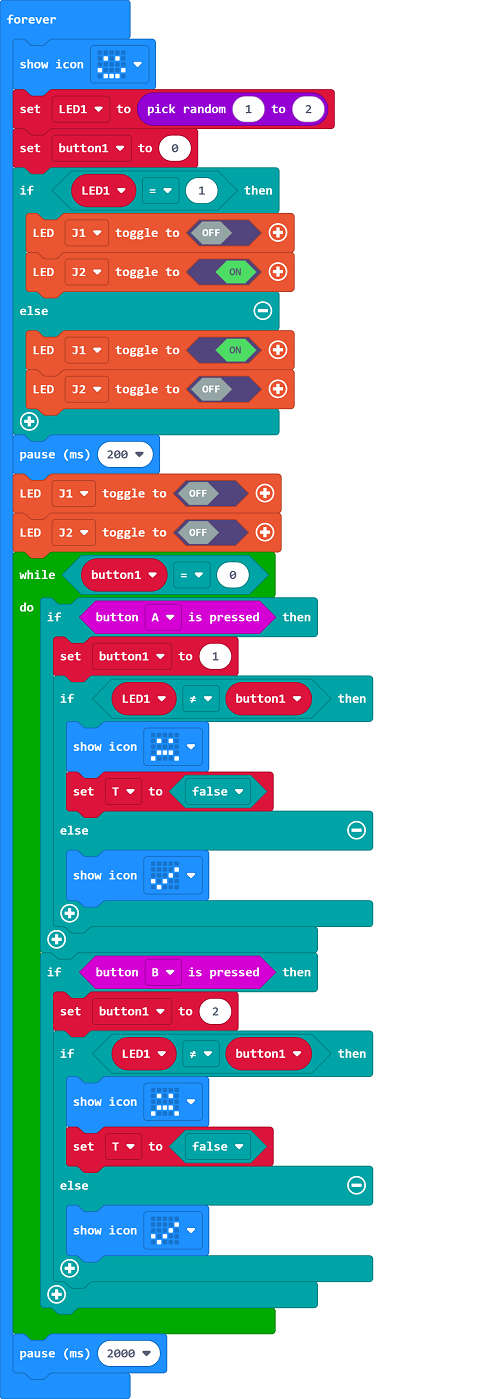 forever
show icon
set LED1 to pick random 1 to 2
set button1 to 0
if LED1 = 1 then
LED J1 toggle to OFF
LED J2 toggle to ON
else
LED J1 toggle to ON
LED J2 toggle to OFF
pause (ms) 200
LED J1 toggle to OFF
LED J2 toggle to OFF
while button1 = 0
do if button A is pressed then
set button1 to 1
if LED1 ≠ button1 then
show icon
set T to false
else
show icon
if button B is pressed then
set button1 to 2
if LED1 ≠ button1 then
show icon
set T to false
else
show icon
pause (ms) 2000